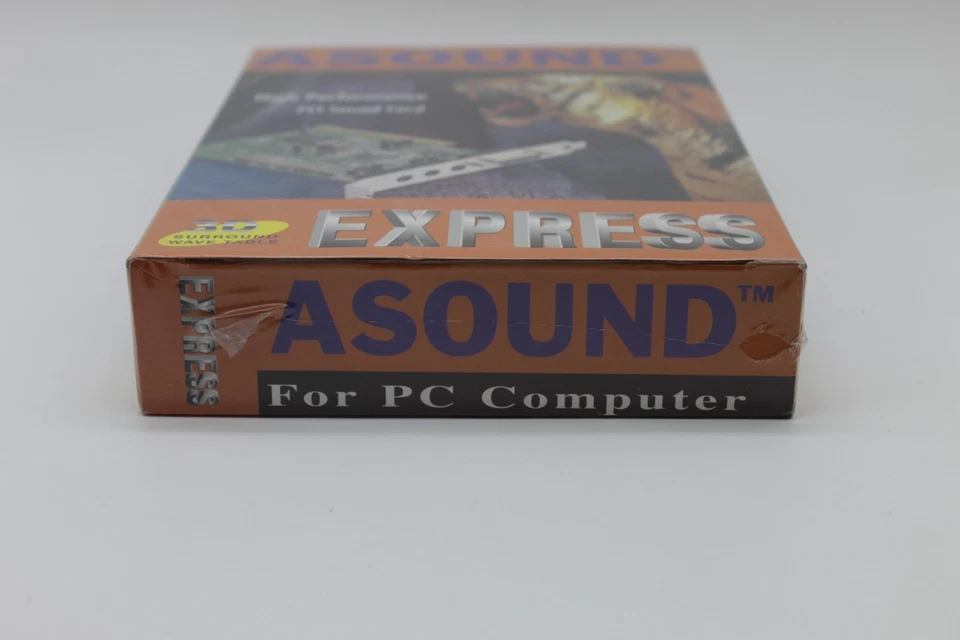 ASOUND
High Performance
PCI Sound Card
3D
SURROUND
WAVE TABLE
EXPRESS
EXPRESS
ASOUND™
For PC Computer